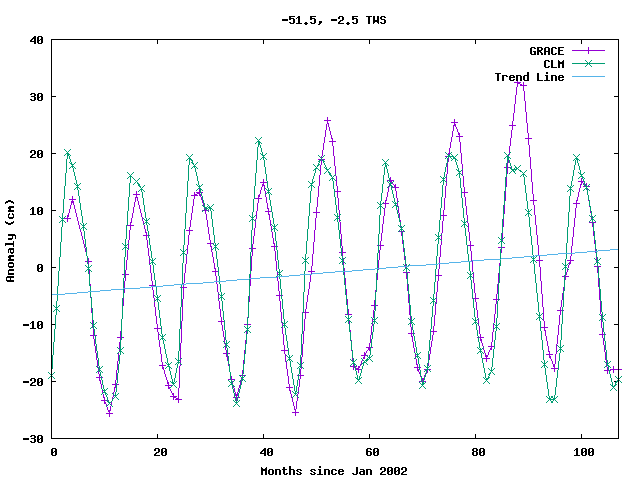 -51.5, -2.5 TWS
GRACE
CLM
Trend Line
40
30
20
10
0
-10
-20
-30
Anomaly (cm)
0 20 40 60 80 100
Months since Jan 2002